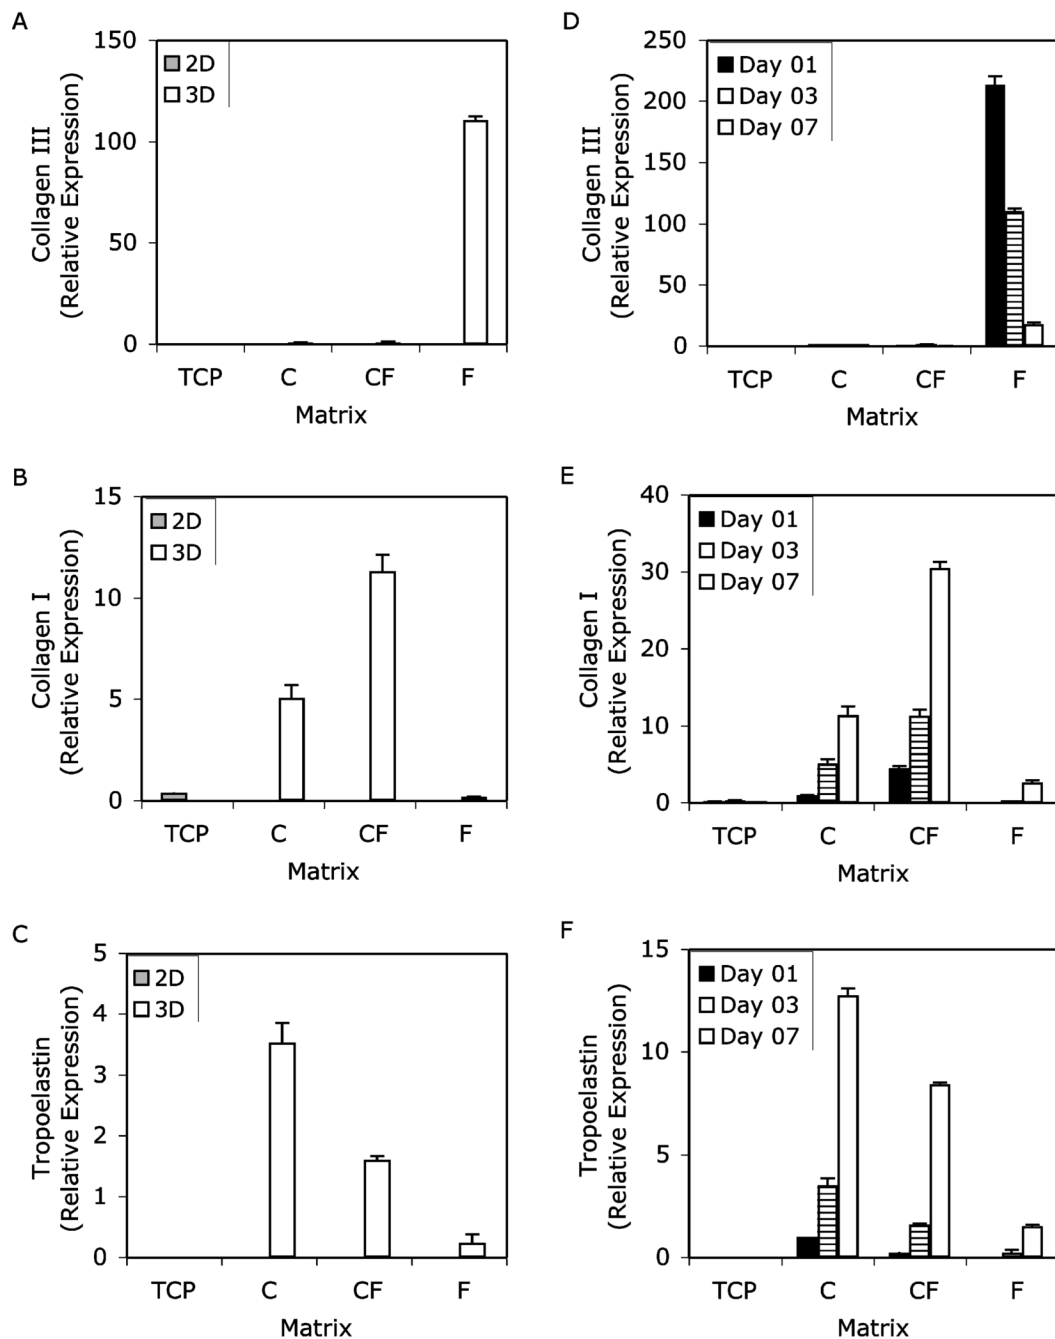 A
150
100
50
0
Collagen III
(Relative Expression)
2D
3D
TCP C CF F
Matrix
D
250
200
150
100
50
0
Collagen III
(Relative Expression)
Day 01
Day 03
Day 07
TCP C CF F
Matrix
B
15
10
5
0
Collagen I
(Relative Expression)
2D
3D
TCP C CF F
Matrix
E
40
30
20
10
0
Collagen I
(Relative Expression)
Day 01
Day 03
Day 07
TCP C CF F
Matrix
C
5
4
3
2
1
0
Tropoelastin
(Relative Expression)
2D
3D
TCP C CF F
Matrix
F
15
10
5
0
Tropoelastin
(Relative Expression)
Day 01
Day 03
Day 07
TCP C CF F
Matrix